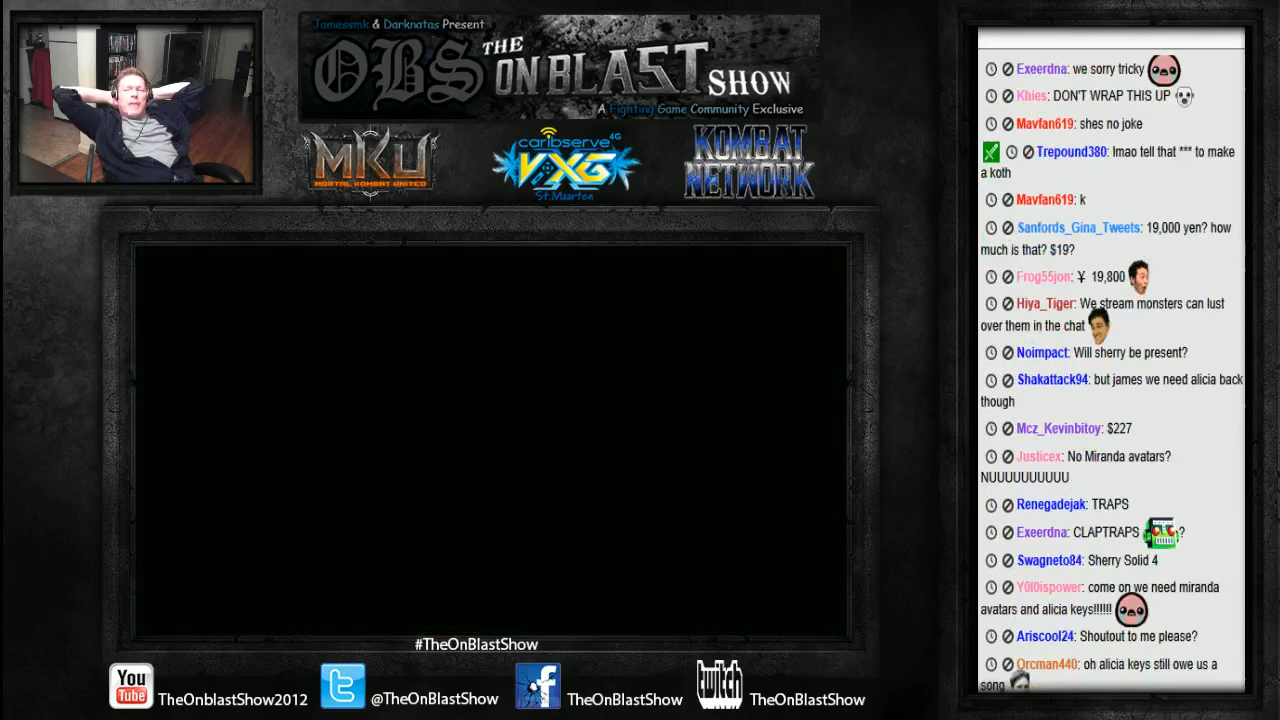 Jamessmk & Darknatas Present
OBS THE ON BLAST SHOW
A Fighting Game Community Exclusive
MKU
MORTAL KOMBAT UNITED
caribserve 4G
VXG
St.Maarten
KOMBAT
NETWORK
Exeerdna: we sorry tricky
Khies: DON'T WRAP THIS UP
Mavfan619: shes no joke
Trepound380: lmao tell that *** to make
a koth
Mavfan619: k
Sanfords_Gina_Tweets: 19,000 yen? how
much is that? $19?
Frog55jon: ¥ 19,800
Hiya_Tiger: We stream monsters can lust
over them in the chat
Noimpact: Will sherry be present?
Shakattack94: but james we need alicia back
though
Mcz_Kevinbitoy: $227
Justicex: No Miranda avatars?
NUUUUUUUUUU
Renegadejak: TRAPS
Exeerdna: CLAPTRAPS ?
Swagneto84: Sherry Solid 4
Y0l0ispower: come on we need miranda
avatars and alicia keys!!!!!!
Ariscool24: Shoutout to me please?
Orcman440: oh alicia keys still owe us a
song
#TheOnBlastShow
You
Tube
TheOnblastShow2012
@TheOnBlastShow
TheOnBlastShow
twitch
TheOnBlastShow